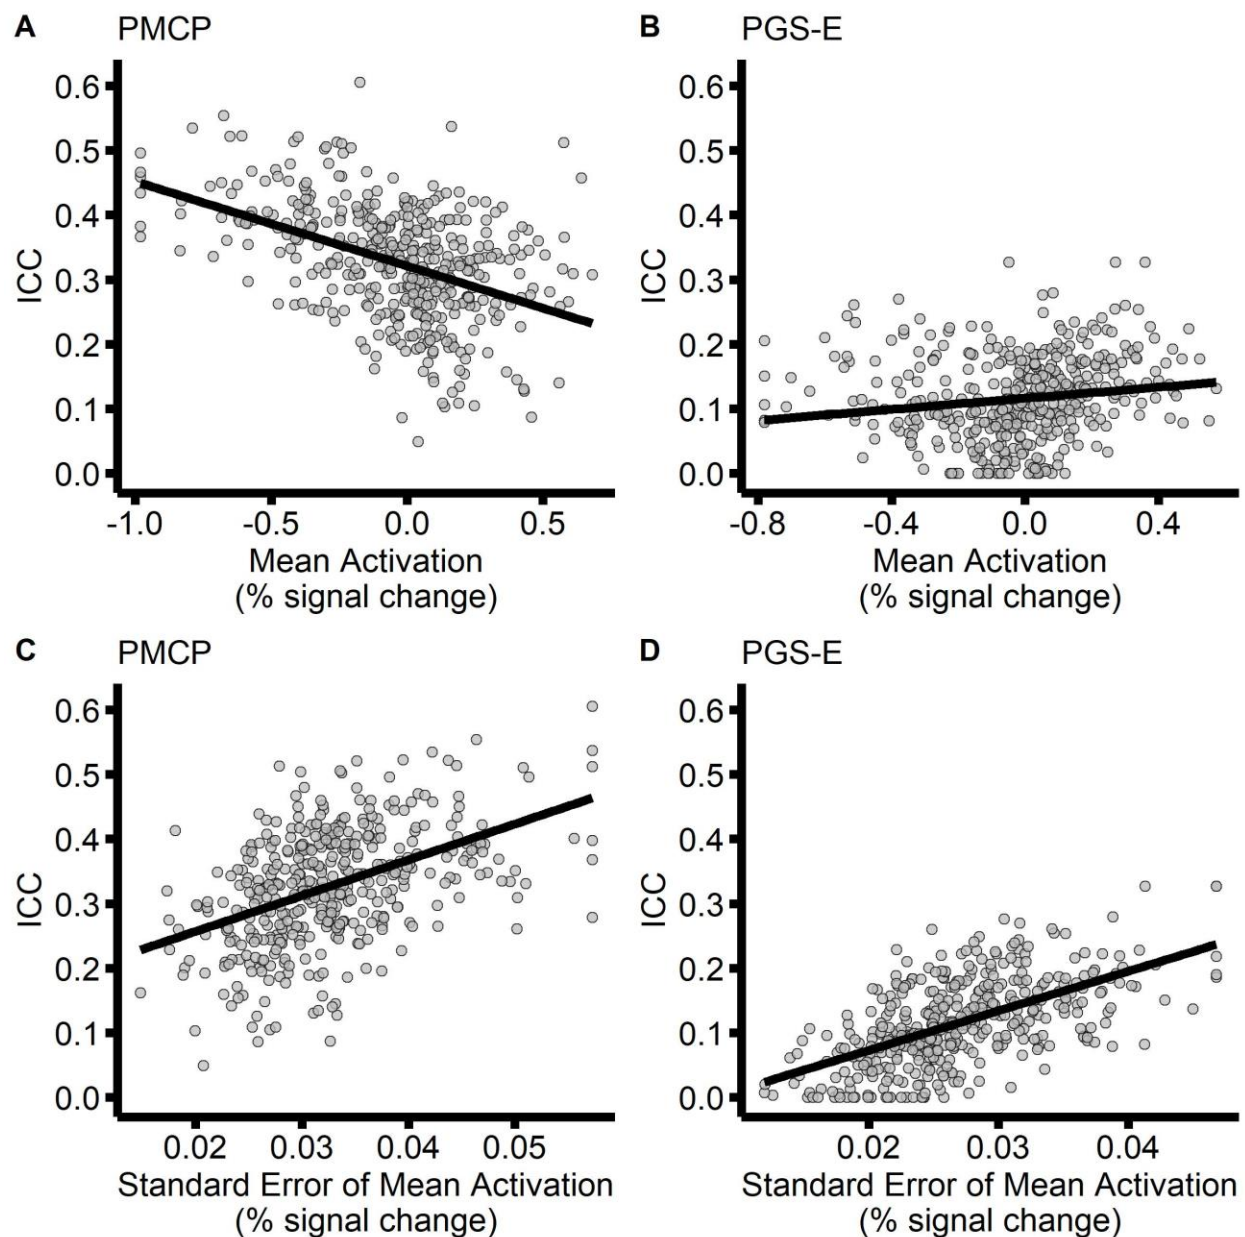 A PMCP
0.6
0.5
0.4
0.3
0.2
0.1
0.0
ICC
-1.0 -0.5 0.0 0.5
Mean Activation
(% signal change)
B PGS-E
0.6
0.5
0.4
0.3
0.2
0.1
0.0
ICC
-0.8 -0.4 0.0 0.4
Mean Activation
(% signal change)
C PMCP
0.6
0.5
0.4
0.3
0.2
0.1
0.0
ICC
0.02 0.03 0.04 0.05
Standard Error of Mean Activation
(% signal change)
D PGS-E
0.6
0.5
0.4
0.3
0.2
0.1
0.0
ICC
0.02 0.03 0.04
Standard Error of Mean Activation
(% signal change)